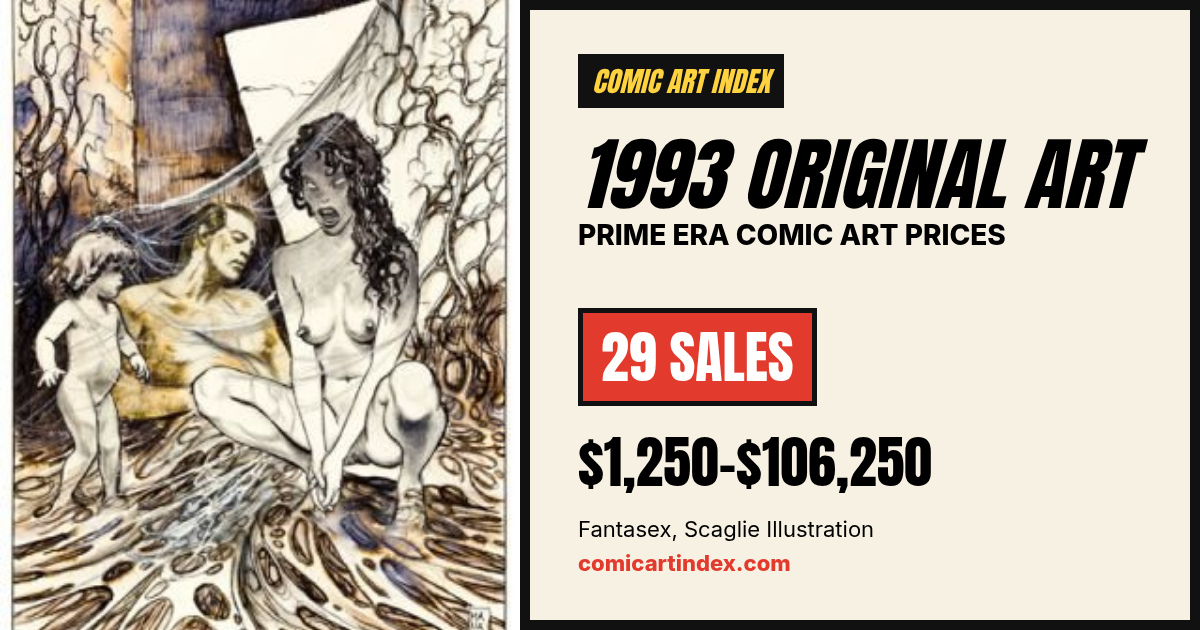 COMIC ART INDEX
1993 ORIGINAL ART
PRIME ERA COMIC ART PRICES
29 SALES
$1,250-$106,250
Fantasex, Scaglie Illustration
comicartindex.com